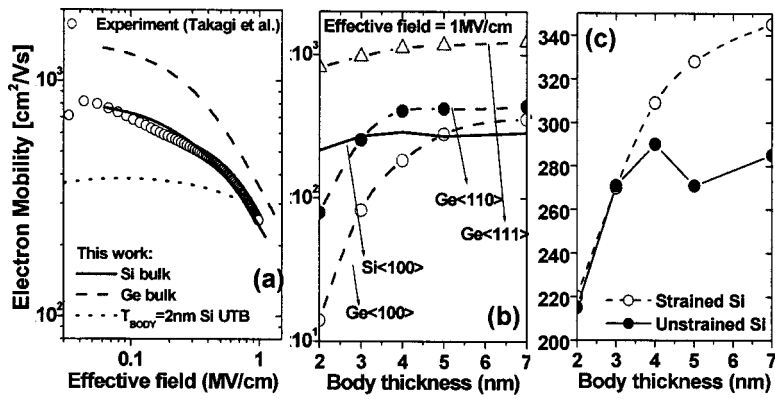 Electron Mobility [cm²/Vs]
Experiment (Takagi et al.)
10³
10²
This work:
Si bulk
Ge bulk
T_BODY=2nm Si UTB
(a)
0.1 1
Effective field (MV/cm)
Effective field = 1MV/cm
10³
10²
10¹
Ge<110>
Ge<111>
Si<100>
Ge<100>
(b)
2 3 4 5 6 7
Body thickness (nm)
(c)
340
320
300
280
260
240
220
200
Strained Si
Unstrained Si
2 3 4 5 6 7
Body thickness (nm)